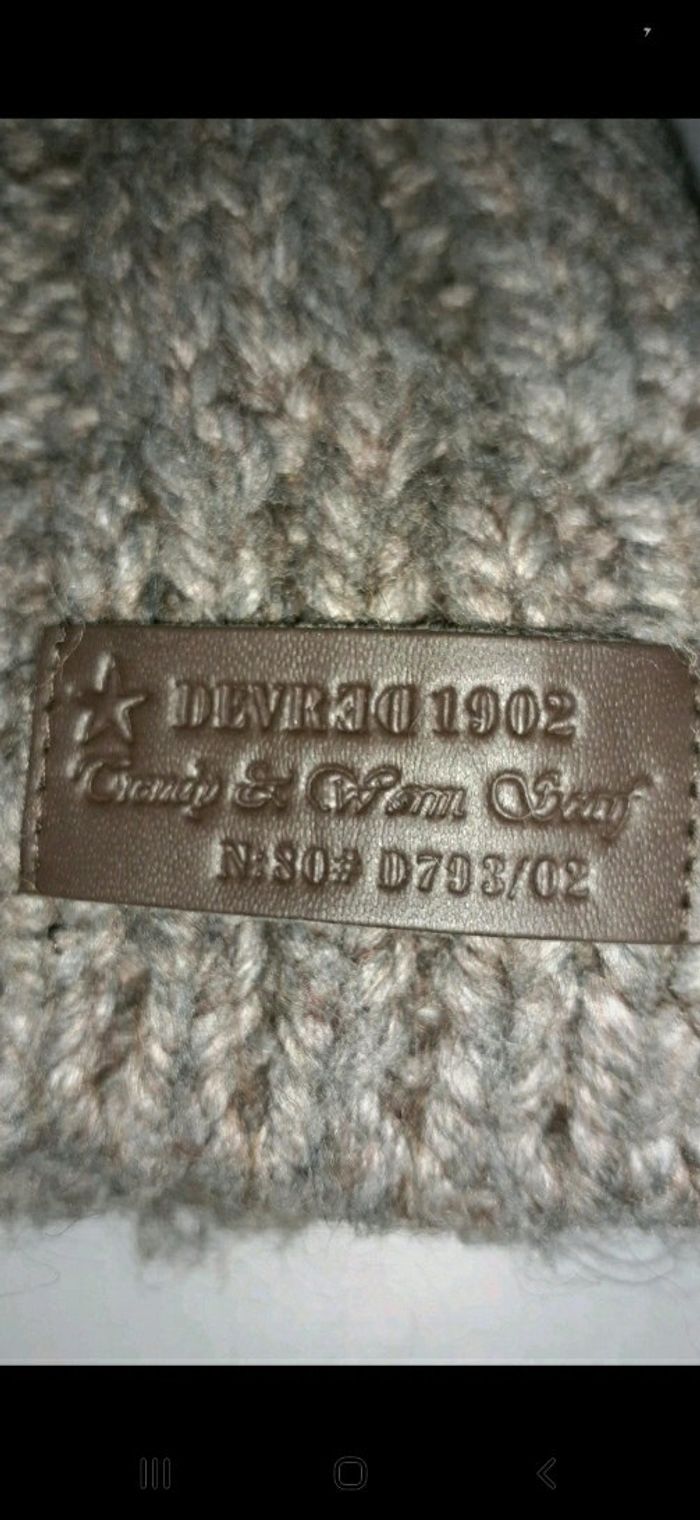 DEVRED 1902
Trendy & Warm Scarf
N:80# D793/02